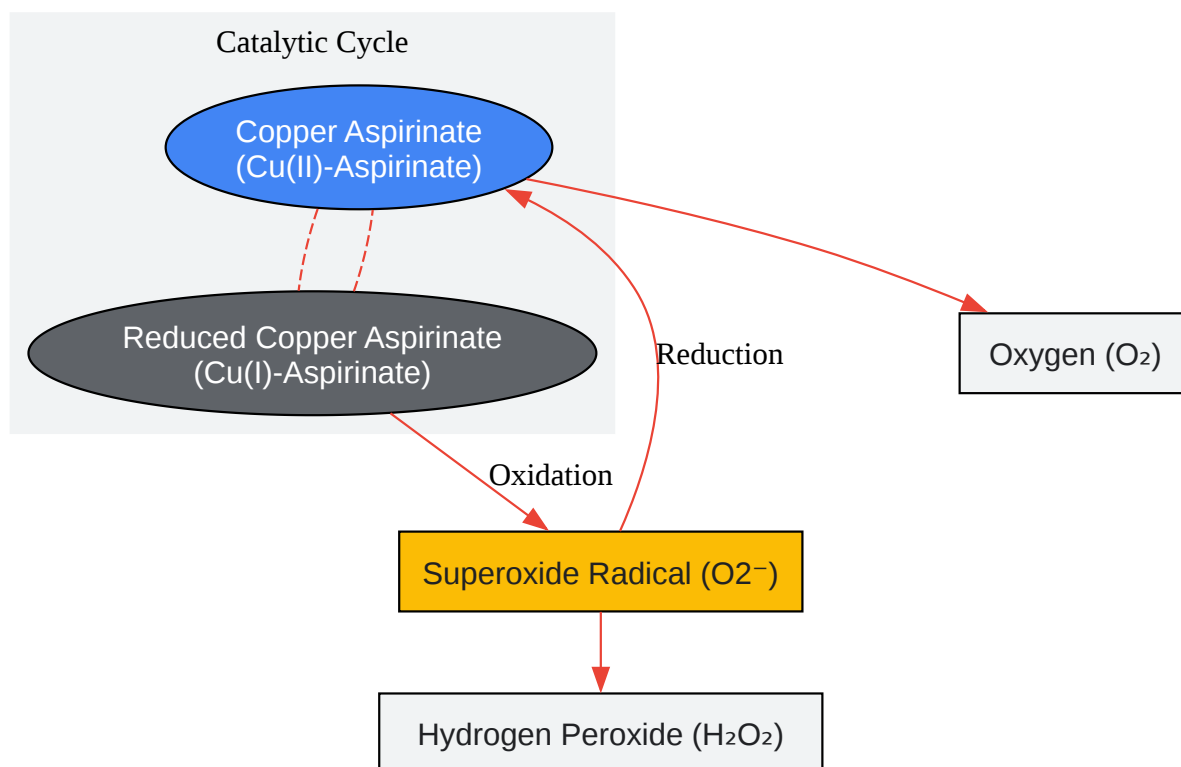 Catalytic Cycle
Copper Aspirinate
(Cu(II)-Aspirinate)
Reduced Copper Aspirinate
(Cu(I)-Aspirinate)
Reduction
Oxygen (O₂)
Oxidation
Superoxide Radical (O2⁻)
Hydrogen Peroxide (H₂O₂)